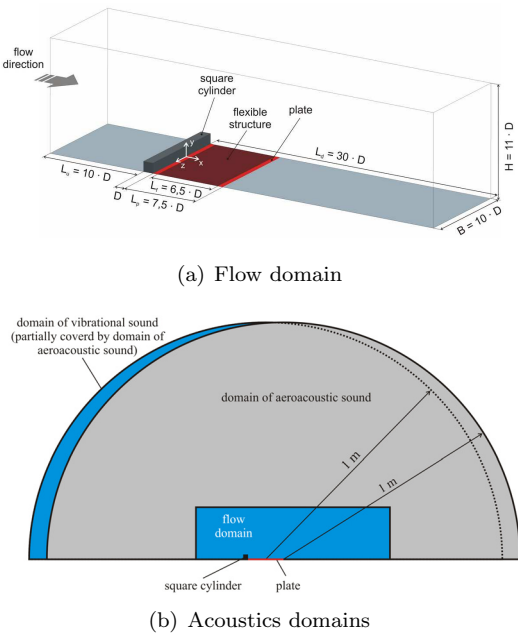 flow
direction
square
cylinder
flexible
structure
plate
y
z
x
Lₛ = 10 · D
D
Lₚ = 7,5 · D
L_f = 6,5 · D
L_d = 30 · D
B = 10 · D
H = 11 · D
(a) Flow domain
domain of vibrational sound
(partially coverd by domain of
aeroacoustic sound)
domain of aeroacoustic sound
1 m
1 m
flow
domain
square cylinder
plate
(b) Acoustics domains